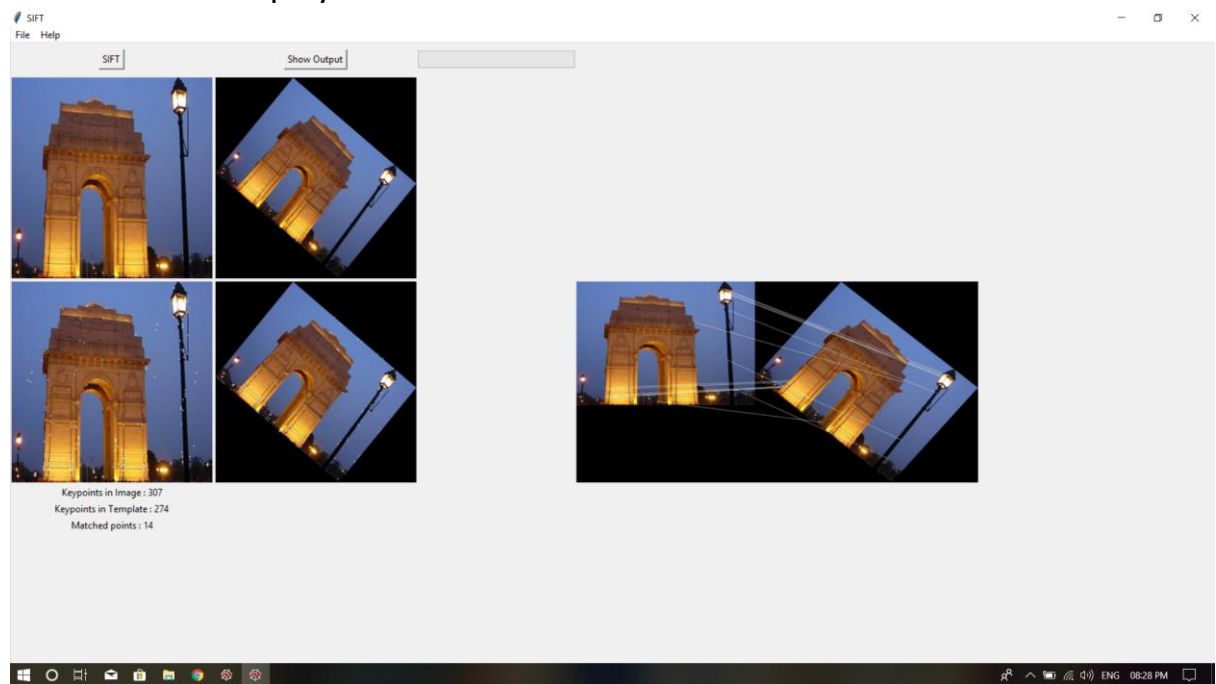 SIFT
File Help
SIFT Show Output
Keypoints in Image : 307
Keypoints in Template : 274
Matched points : 14
ENG 08:28 PM